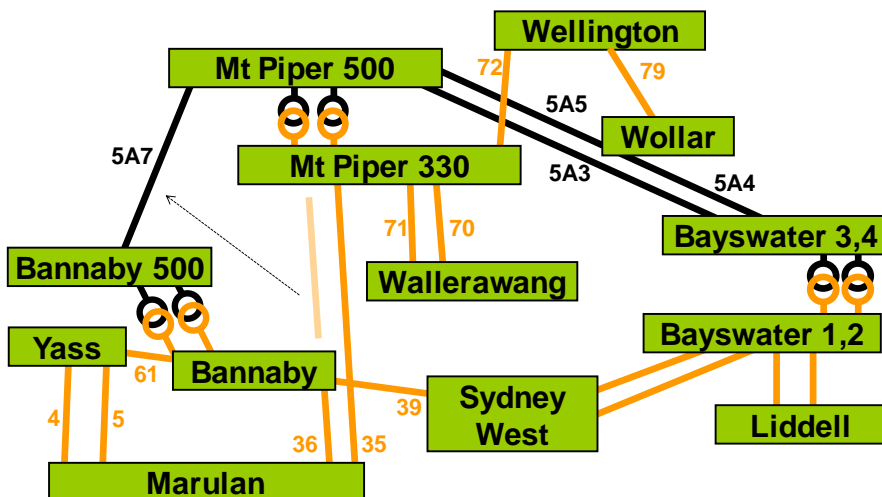 Wellington
Mt Piper 500
72
79
5A5
Wollar
5A7
Mt Piper 330
5A3
5A4
71
70
Bayswater 3,4
Bannaby 500
Wallerawang
Yass
Bayswater 1,2
61
Bannaby
39
Sydney
West
4
5
36
35
Liddell
Marulan